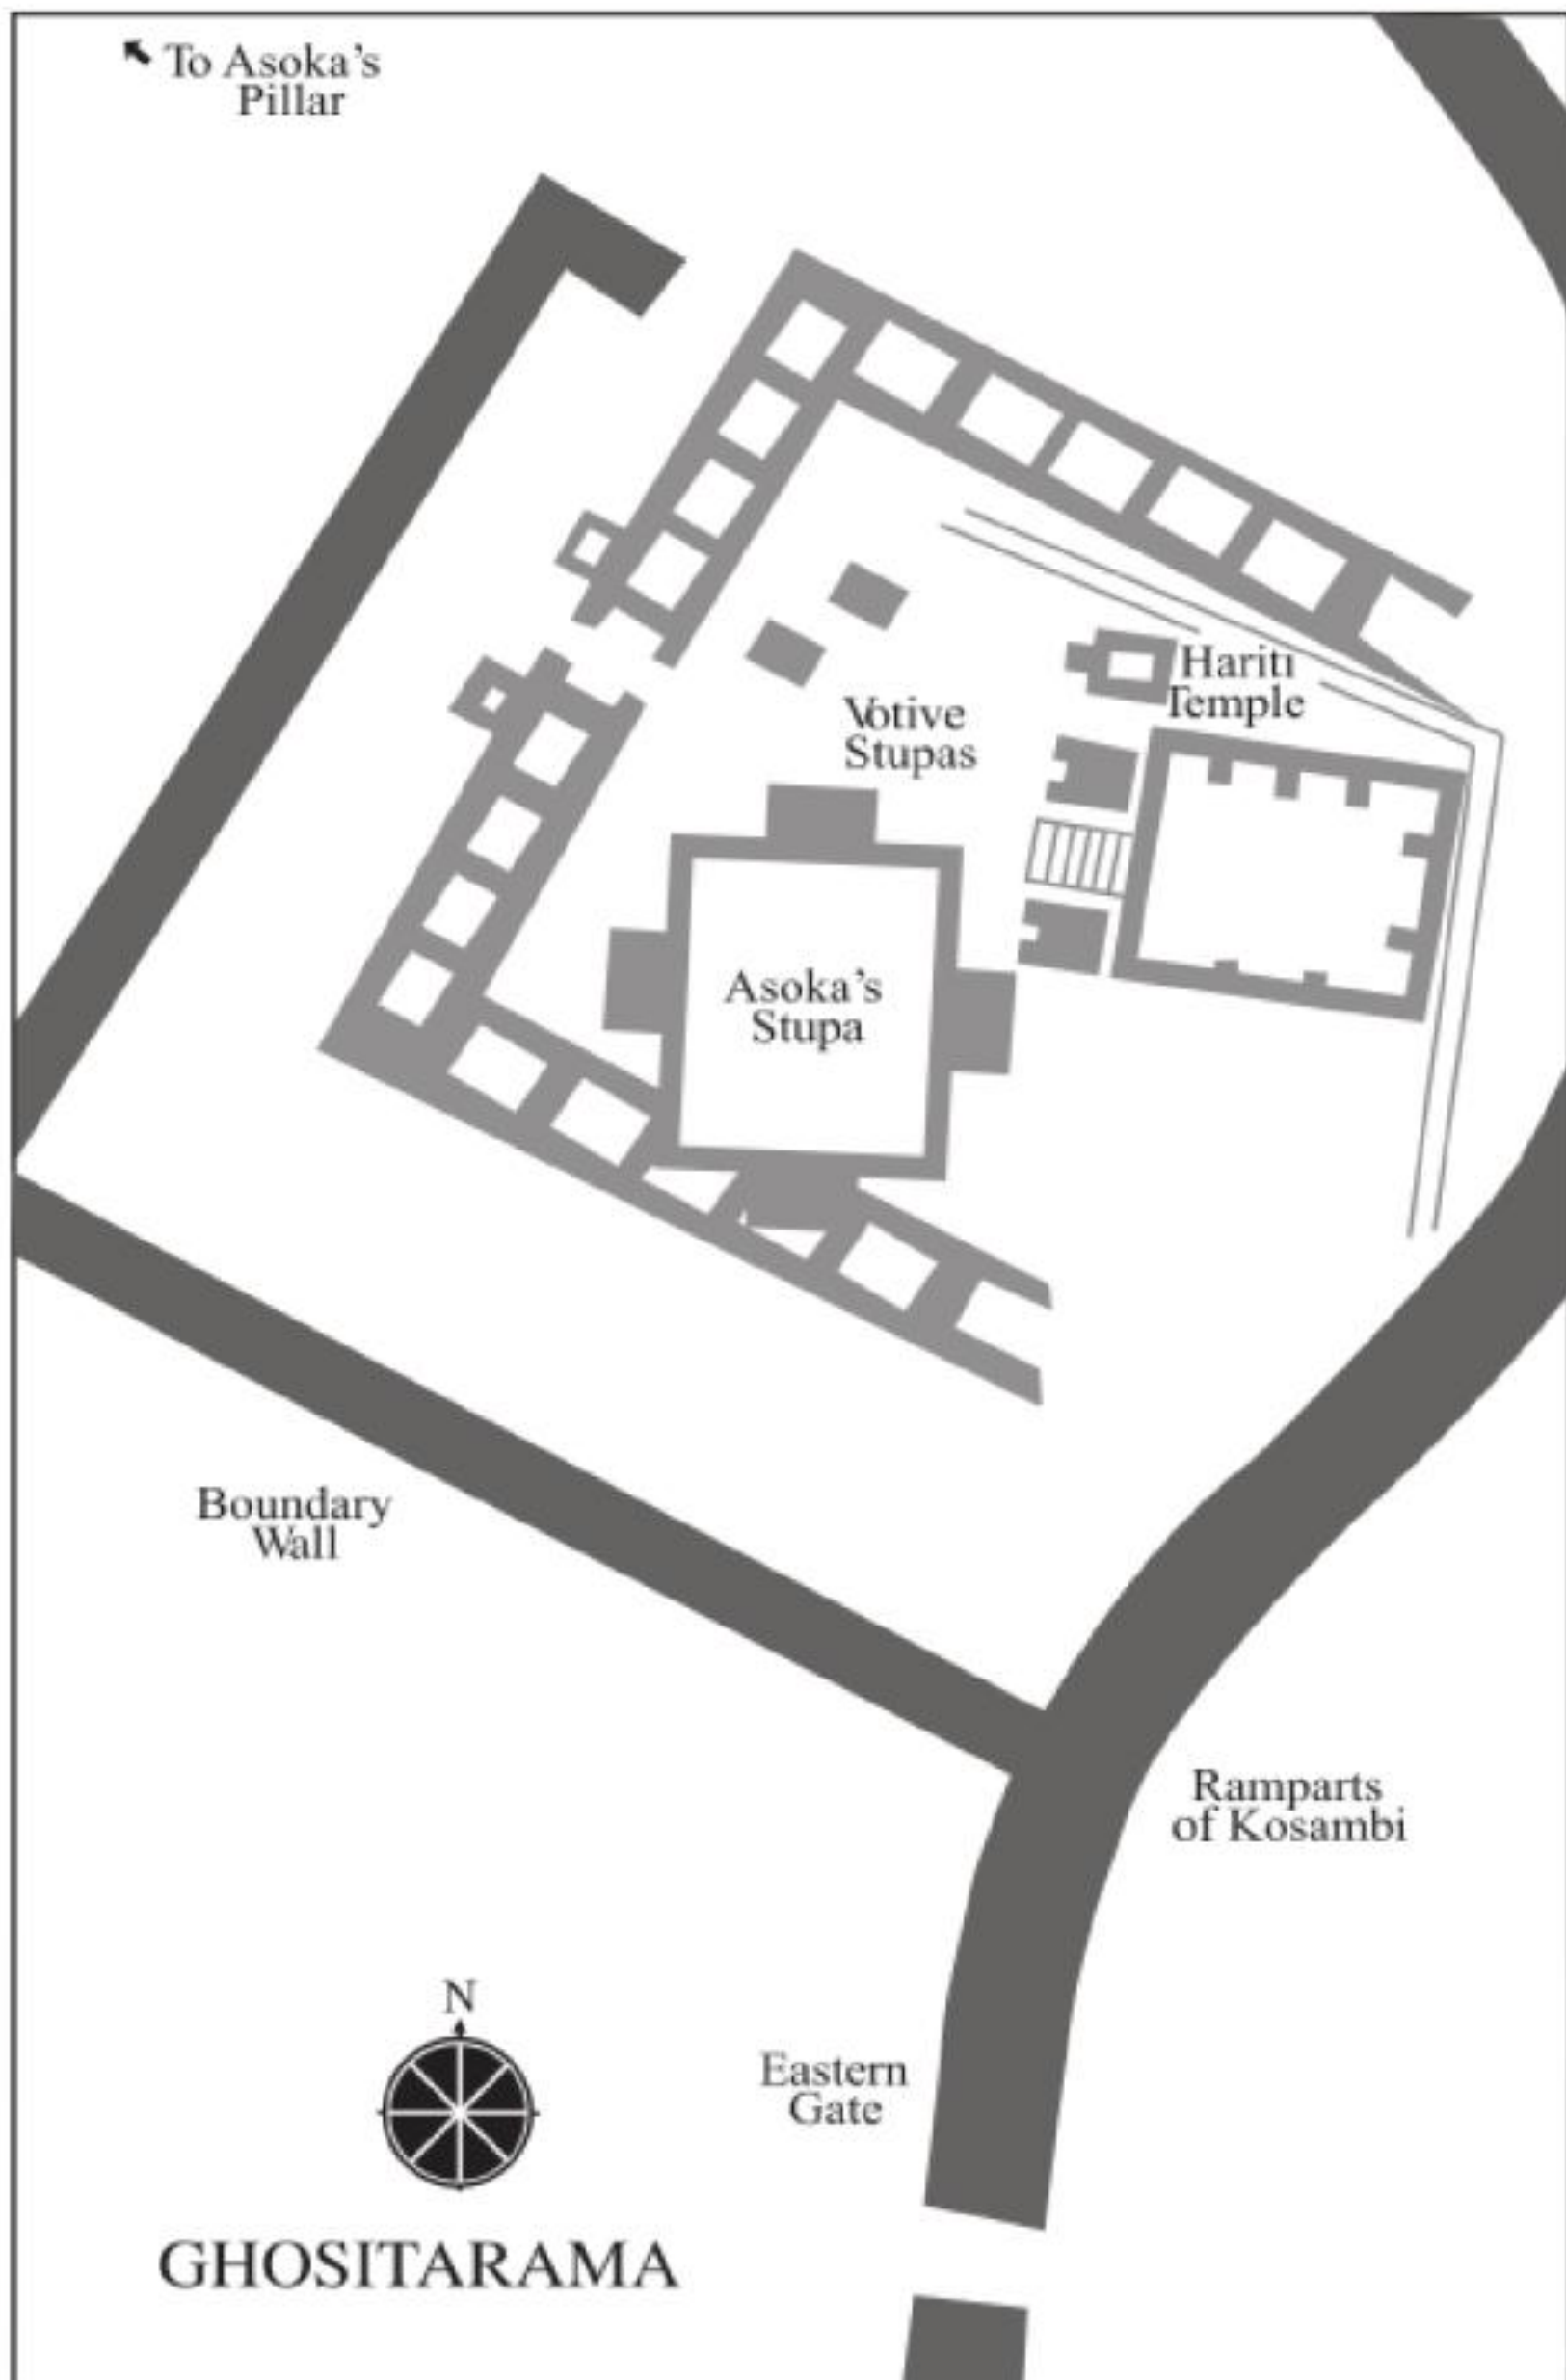 To Asoka's
Pillar
Hariti
Temple
Votive
Stupas
Asoka's
Stupa
Boundary
Wall
Ramparts
of Kosambi
N
Eastern
Gate
GHOSITARAMA